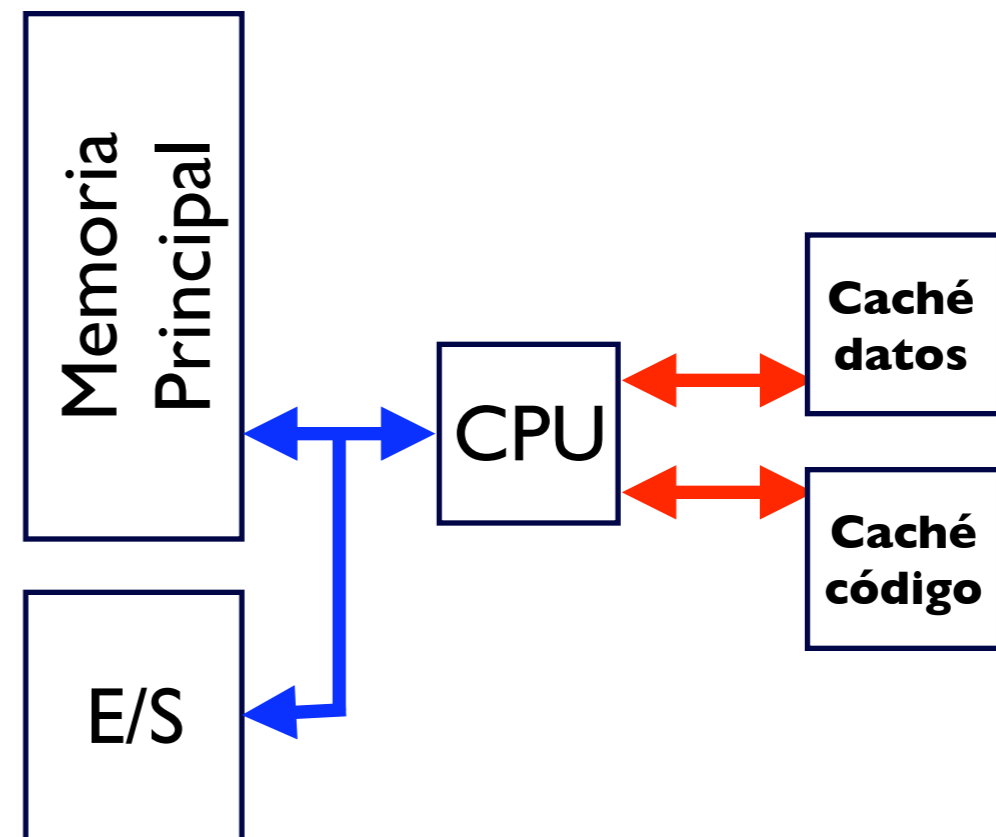 Memoria
Principal
CPU
Caché
datos
Caché
código
E/S